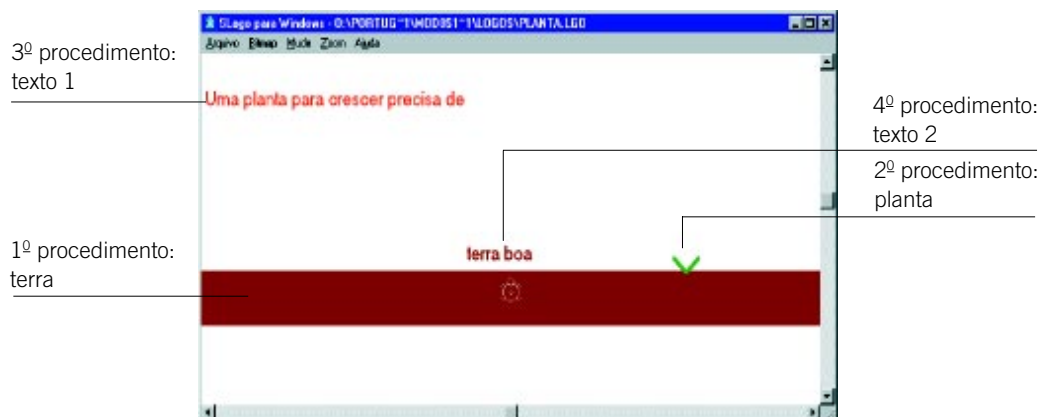 SLogo para Windows - O:\PORTUG~1\MOD0S1~1\LOGOS\PLANTA.LGO
Arquivo Bitmap Mude Zoom Ajuda
3º procedimento:
texto 1
Uma planta para crescer precisa de
4º procedimento:
texto 2
2º procedimento:
planta
terra boa
1º procedimento:
terra